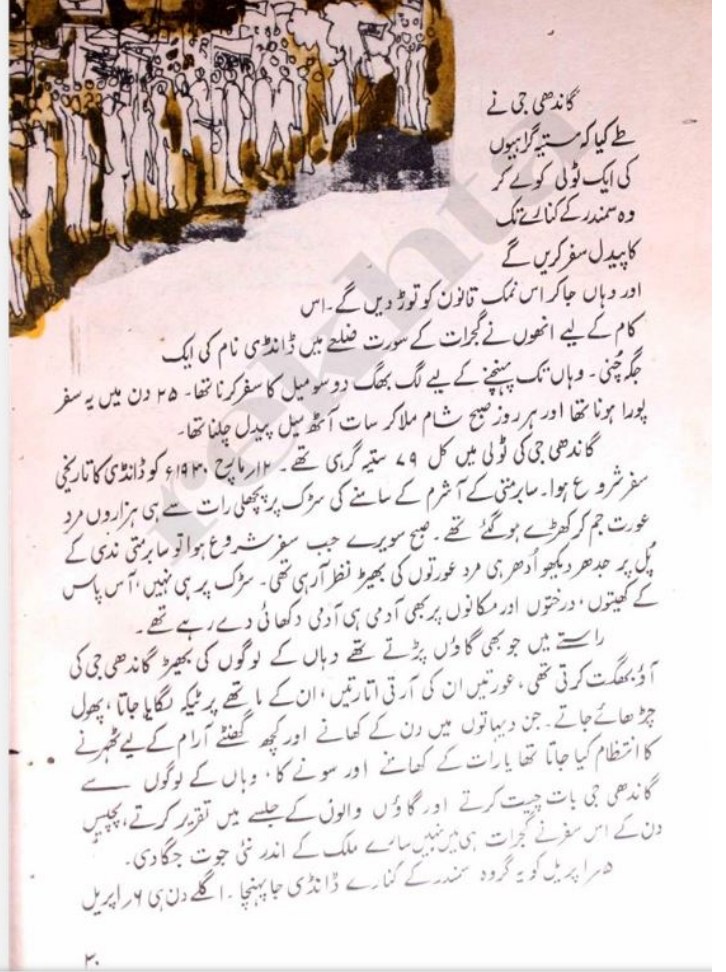 گاندھی جی نے
طے کیا کہ ستیہ گراہیوں
کی ایک ٹولی کو لے کر
وہ سمندر کے کنارے تک
کا پیدل سفر کریں گے
اور وہاں جا کر اس نمک قانون کو توڑ دیں گے۔ اس
کام کے لیے انھوں نے گجرات کے سورت ضلعے میں ڈانڈی نام کی ایک
جگہ چُنی۔ وہاں تک پہنچنے کے لیے لگ بھگ دو سو میل کا سفر کرنا تھا۔ ۲۵ دن میں یہ سفر
پورا ہونا تھا اور ہر روز صبح شام ملا کر سات آٹھ میل پیدل چلنا تھا۔
گاندھی جی کی ٹولی میں کل ۷۹ ستیہ گرہی تھے۔ ۱۲ر مارچ ۱۹۳۰ء کو ڈانڈی کا تاریخی
سفر شروع ہوا۔ سابرمتی کے آشرم کے سامنے کی سڑک پر پچھلی رات سے ہی ہزاروں مرد
عورت جم کر کھڑے ہو گئے تھے۔ صبح سویرے جب سفر شروع ہوا تو سابرمتی ندی کے
پُل پر جدھر دیکھو اُدھر ہی مرد عورتوں کی بھیڑ نظر آ رہی تھی۔ سڑک پر ہی نہیں، آس پاس
کے کھیتوں، درختوں اور مکانوں پر بھی آدمی ہی آدمی دکھائی دے رہے تھے۔
راستے میں جو بھی گاؤں پڑتے تھے وہاں کے لوگوں کی بھیڑ گاندھی جی کی
آؤ بھگت کرتی تھی، عورتیں ان کی آرتی اتارتیں، ان کے ماتھے پر ٹیکہ لگایا جاتا، پھول
چڑھائے جاتے۔ جن دیہاتوں میں دن کے کھانے اور کچھ گھنٹے آرام کے لیے ٹھہرنے
کا انتظام کیا جاتا تھا یا رات کے کھانے اور سونے کا، وہاں کے لوگوں سے
گاندھی جی بات چیت کرتے اور گاؤں والوں کے جلسے میں تقریر کرتے، پچیس
دن کے اس سفر نے گجرات ہی میں نہیں سارے ملک کے اندر نئی جوت جگا دی۔
۵ر اپریل کو یہ گروہ سمندر کے کنارے ڈانڈی جا پہنچا۔ اگلے دن ہی ۶ر اپریل
۳۰
rekhta